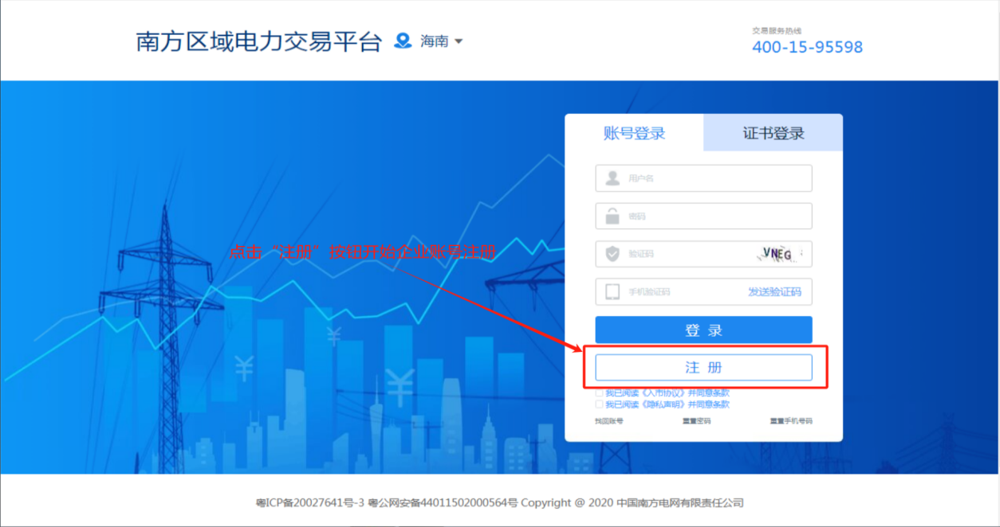 南方区域电力交易平台 海南
交易服务热线
400-15-95598
账号登录 证书登录
用户名
密码
验证码 VNEG
手机验证码 发送验证码
点击“注册”按钮开始企业账号注册
登 录
注 册
我已阅读《入市协议》并同意条款
我已阅读《隐私声明》并同意条款
找回账号 重置密码 重置手机号码
粤ICP备20027641号-3 粤公网安备44011502000564号 Copyright @ 2020 中国南方电网有限责任公司